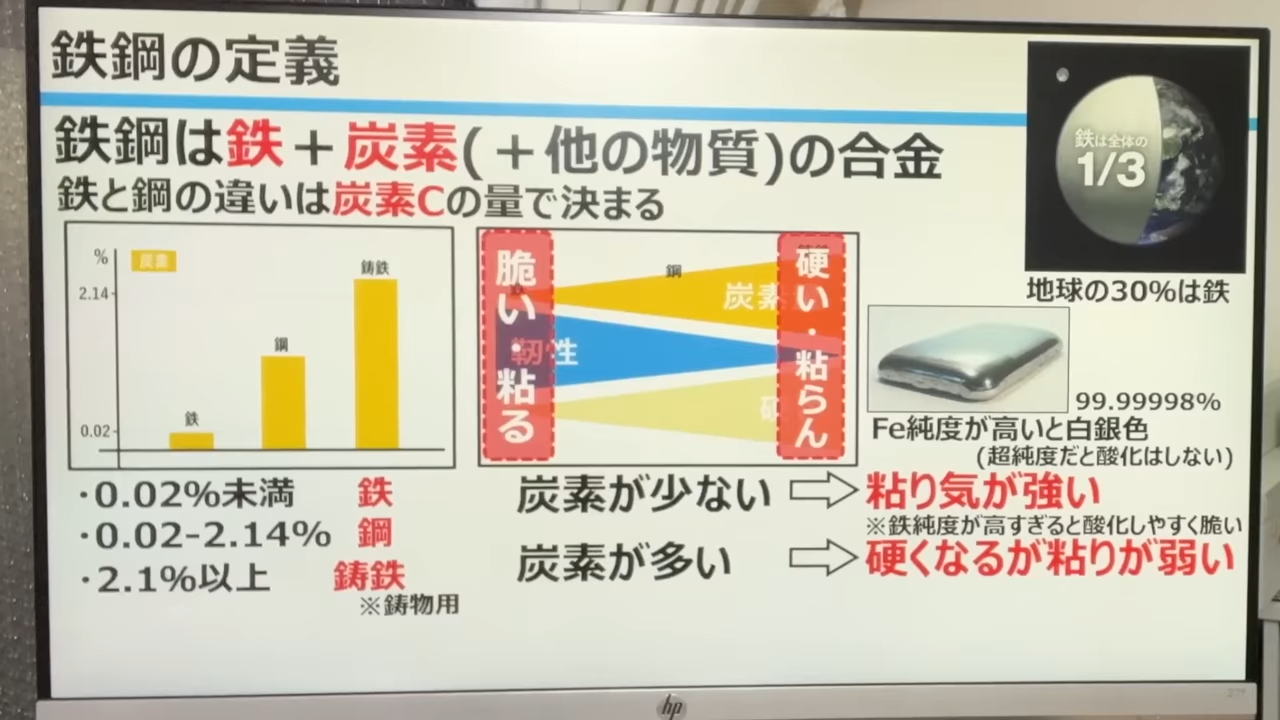 鉄鋼の定義
鉄鋼は鉄＋炭素(＋他の物質)の合金
鉄と鋼の違いは炭素Cの量で決まる
鉄は全体の
1/3
地球の30%は鉄
%
炭素
2.14
0.02
鉄
鋼
鋳鉄
脆い・粘る
靭性
鋼
炭素
硬い・粘らん
99.99998%
Fe純度が高いと白銀色
(超純度だと酸化はしない)
・0.02%未満 鉄
・0.02-2.14% 鋼
・2.1%以上 鋳鉄
※鋳物用
炭素が少ない ⇨ 粘り気が強い
※鉄純度が高すぎると酸化しやすく脆い
炭素が多い ⇨ 硬くなるが粘りが弱い
hp